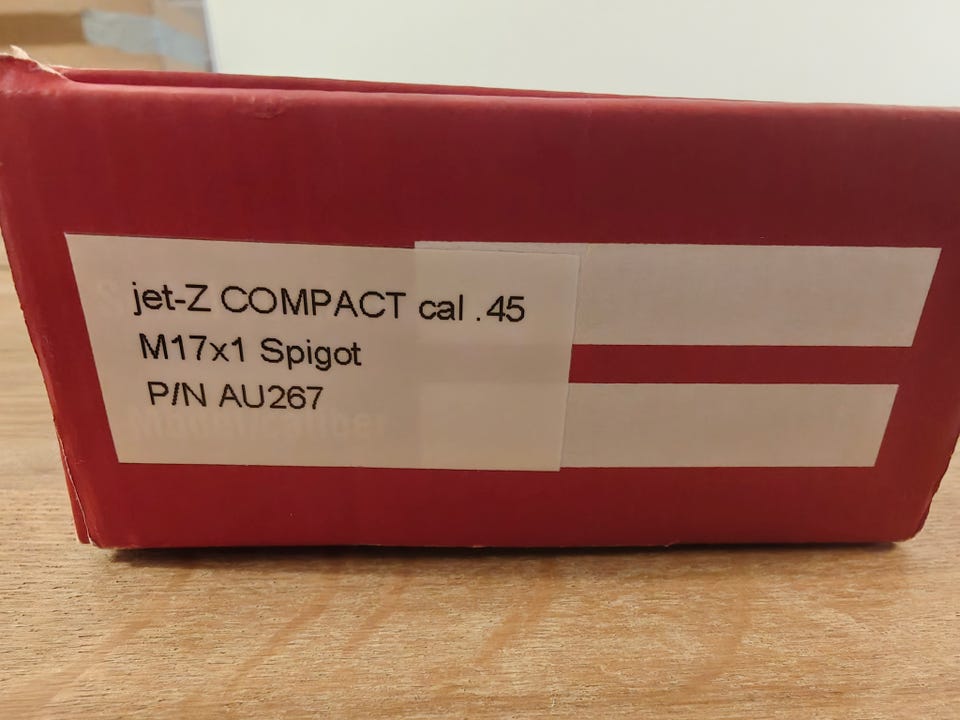 jet-Z COMPACT cal .45
M17x1 Spigot
P/N AU267